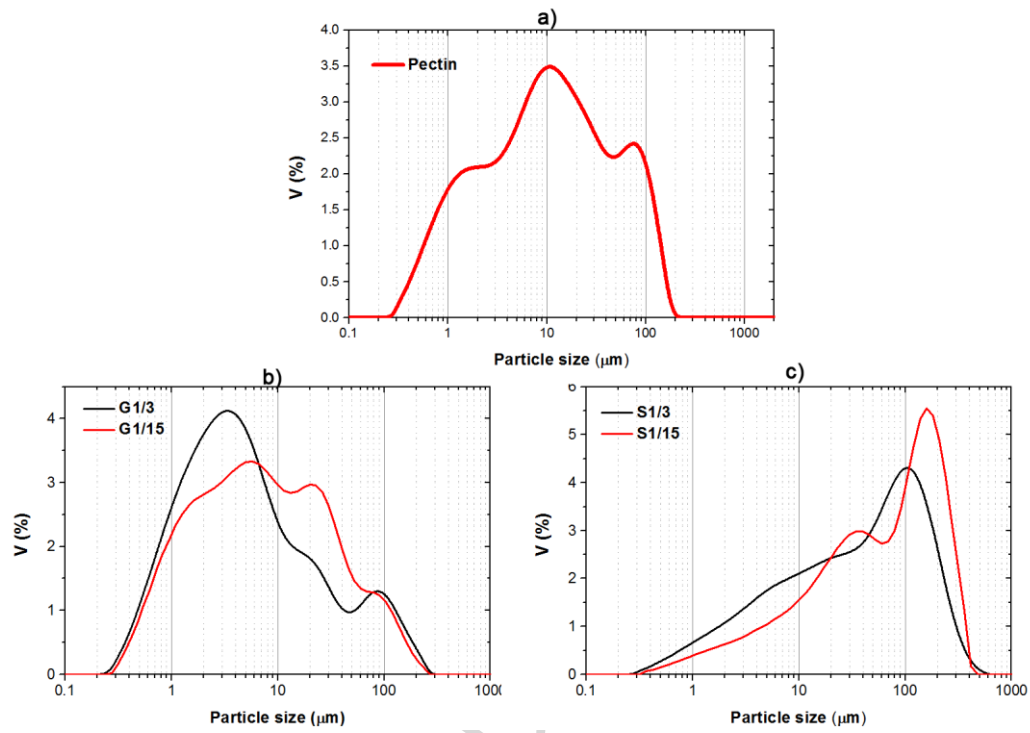 a)
4.0
3.5
3.0
2.5
2.0
1.5
1.0
0.5
0.0
V (%)
Pectin
0.1 1 10 100 1000
Particle size (μm)
b)
4
3
2
1
0
V (%)
G1/3
G1/15
0.1 1 10 100 1000
Particle size (μm)
c)
6
5
4
3
2
1
0
V (%)
S1/3
S1/15
0.1 1 10 100 1000
Particle size (μm)